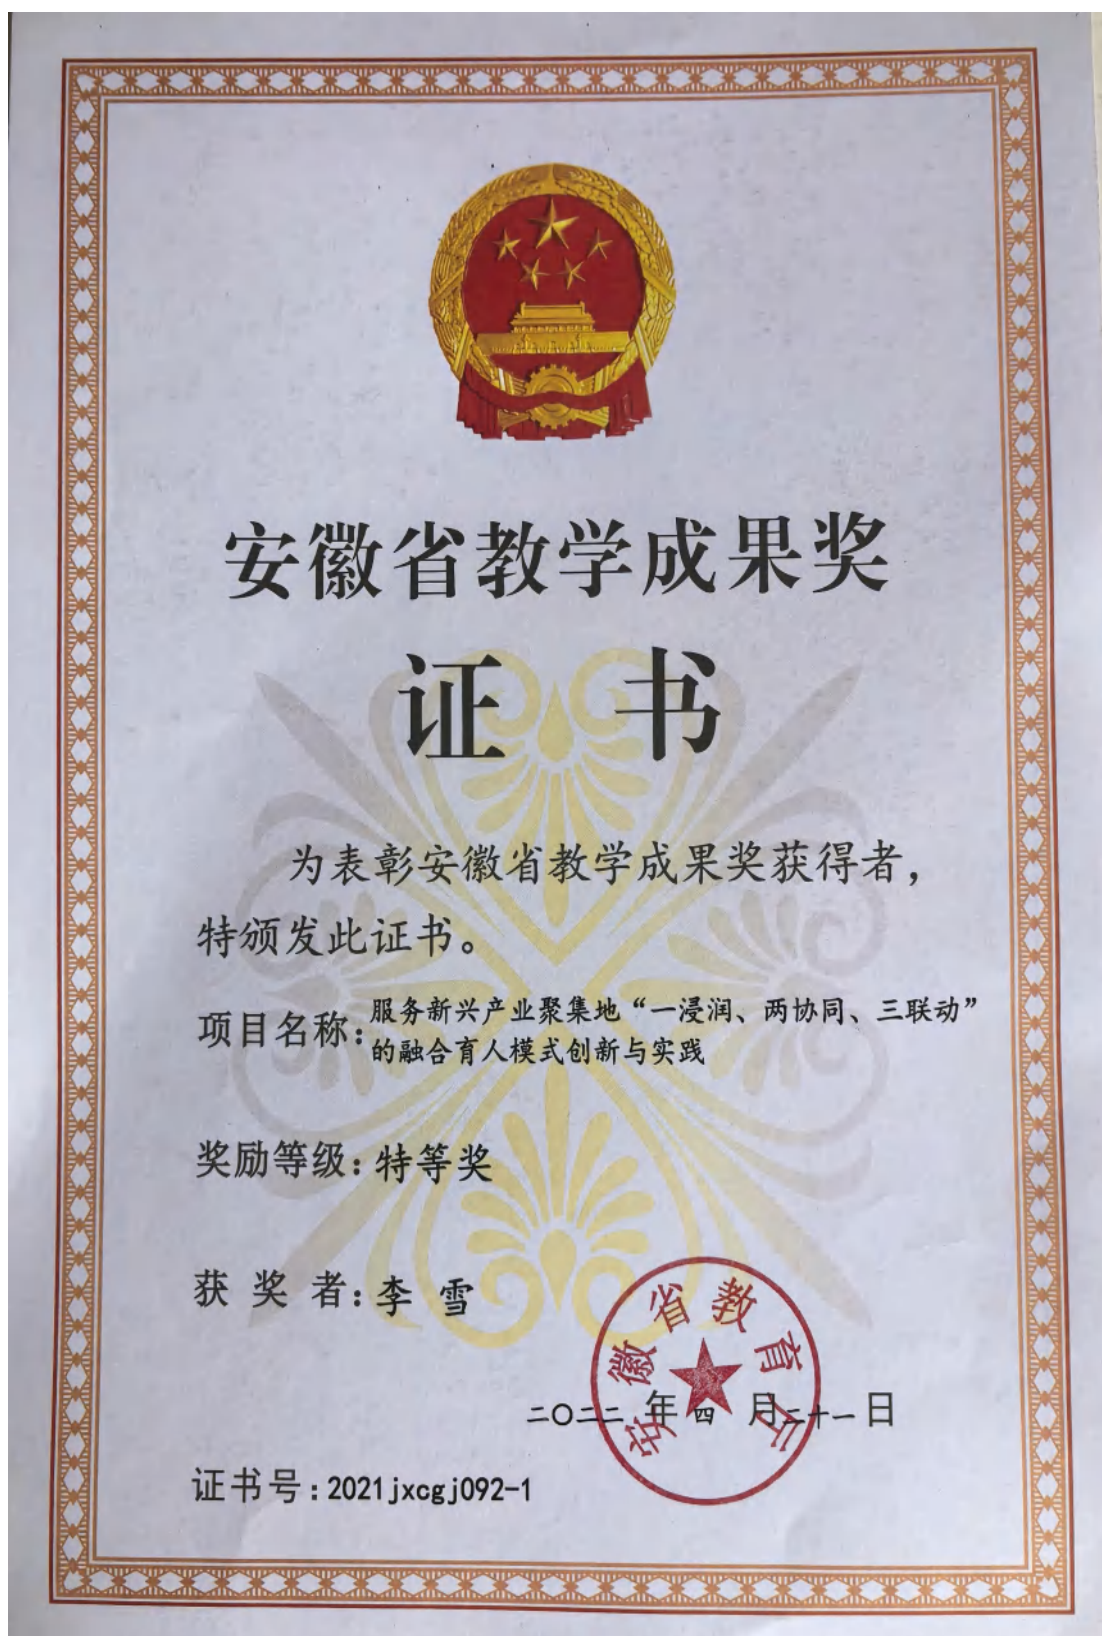 安徽省教学成果奖
证书
为表彰安徽省教学成果奖获得者，
特颁发此证书。
项目名称：服务新兴产业聚集地“一浸润、两协同、三联动”
的融合育人模式创新与实践
奖励等级：特等奖
获奖者：李雪
安徽省教育厅
二〇二二年四月二十一日
证书号：2021jxcgj092-1